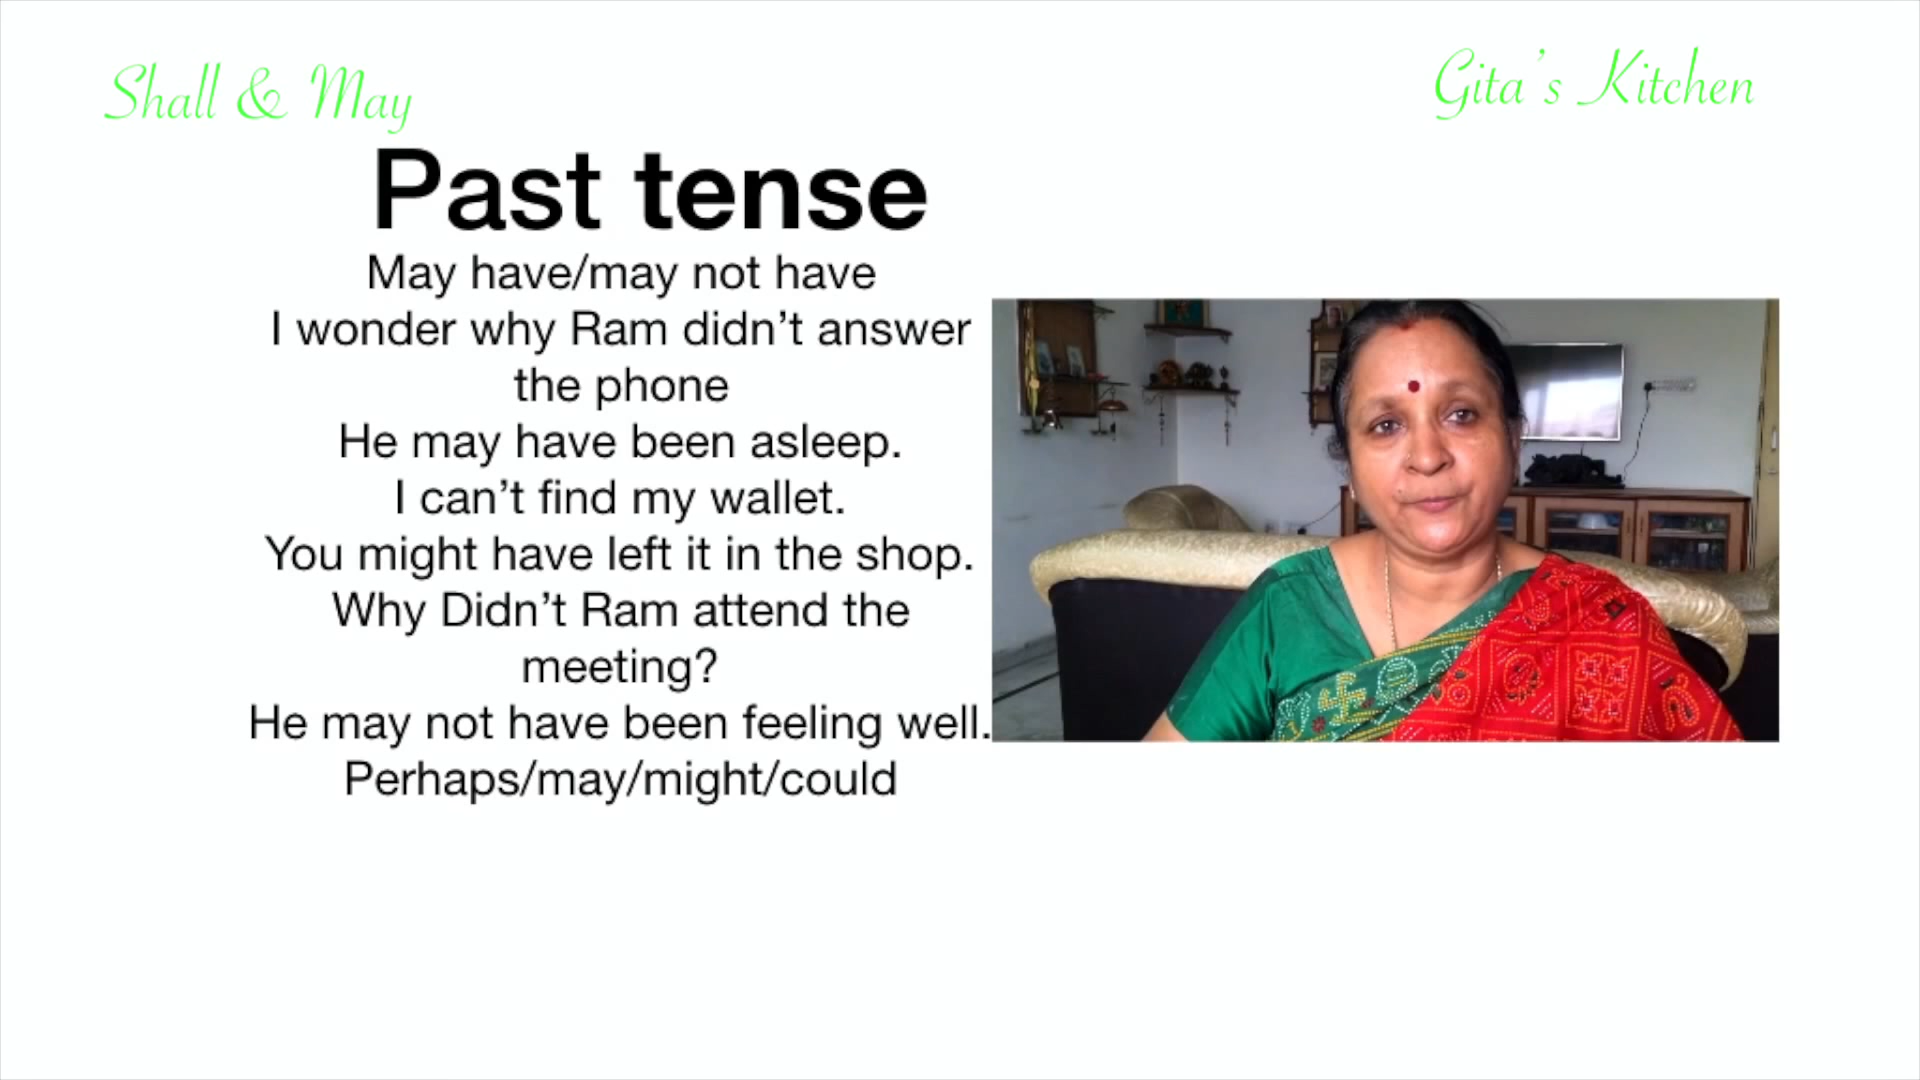 Shall & May
Gita's Kitchen
Past tense
May have/may not have
I wonder why Ram didn’t answer
the phone
He may have been asleep.
I can’t find my wallet.
You might have left it in the shop.
Why Didn’t Ram attend the
meeting?
He may not have been feeling well.
Perhaps/may/might/could